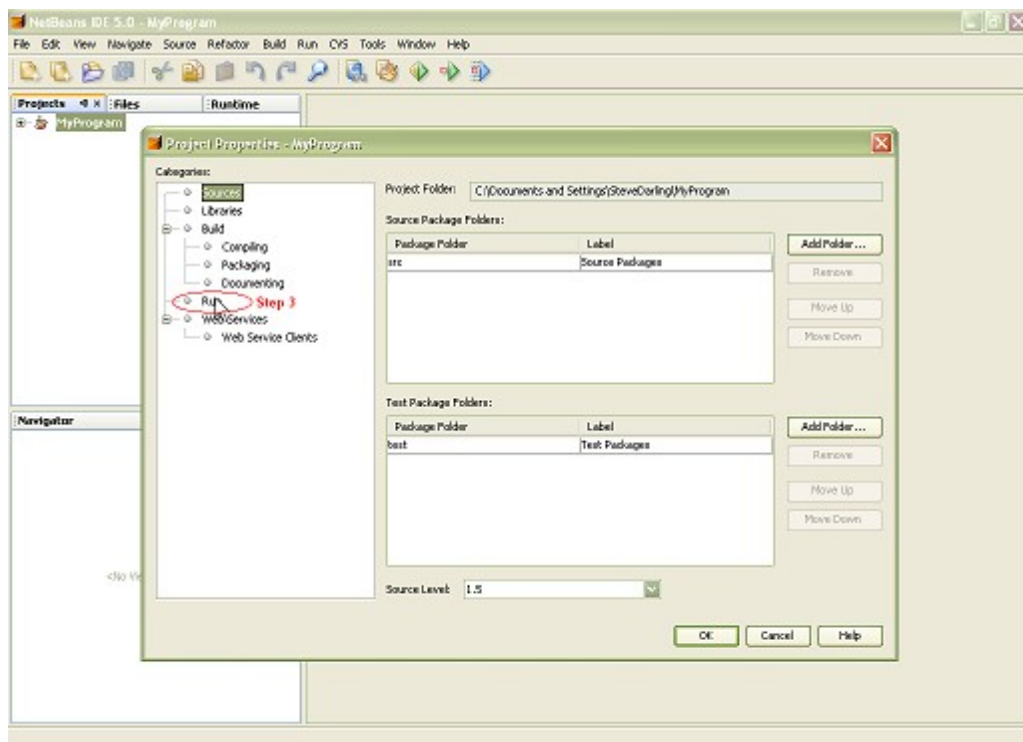 NetBeans IDE 5.0 - MyProgram
File Edit View Navigate Source Refactor Build Run CVS Tools Window Help
Projects Files Runtime
MyProgram
Project Properties - MyProgram
Categories:
Sources
Libraries
Build
Compiling
Packaging
Documenting
Run Step 3
Web Services
Web Service Clients
Project Folder: C:\Documents and Settings\SteveDarling\MyProgram
Source Package Folders:
Package Folder Label
src Source Packages
Add Folder...
Remove
Move Up
Move Down
Test Package Folders:
Package Folder Label
test Test Packages
Add Folder...
Remove
Move Up
Move Down
Source Level: 1.5
OK Cancel Help
Navigator
<No Vie